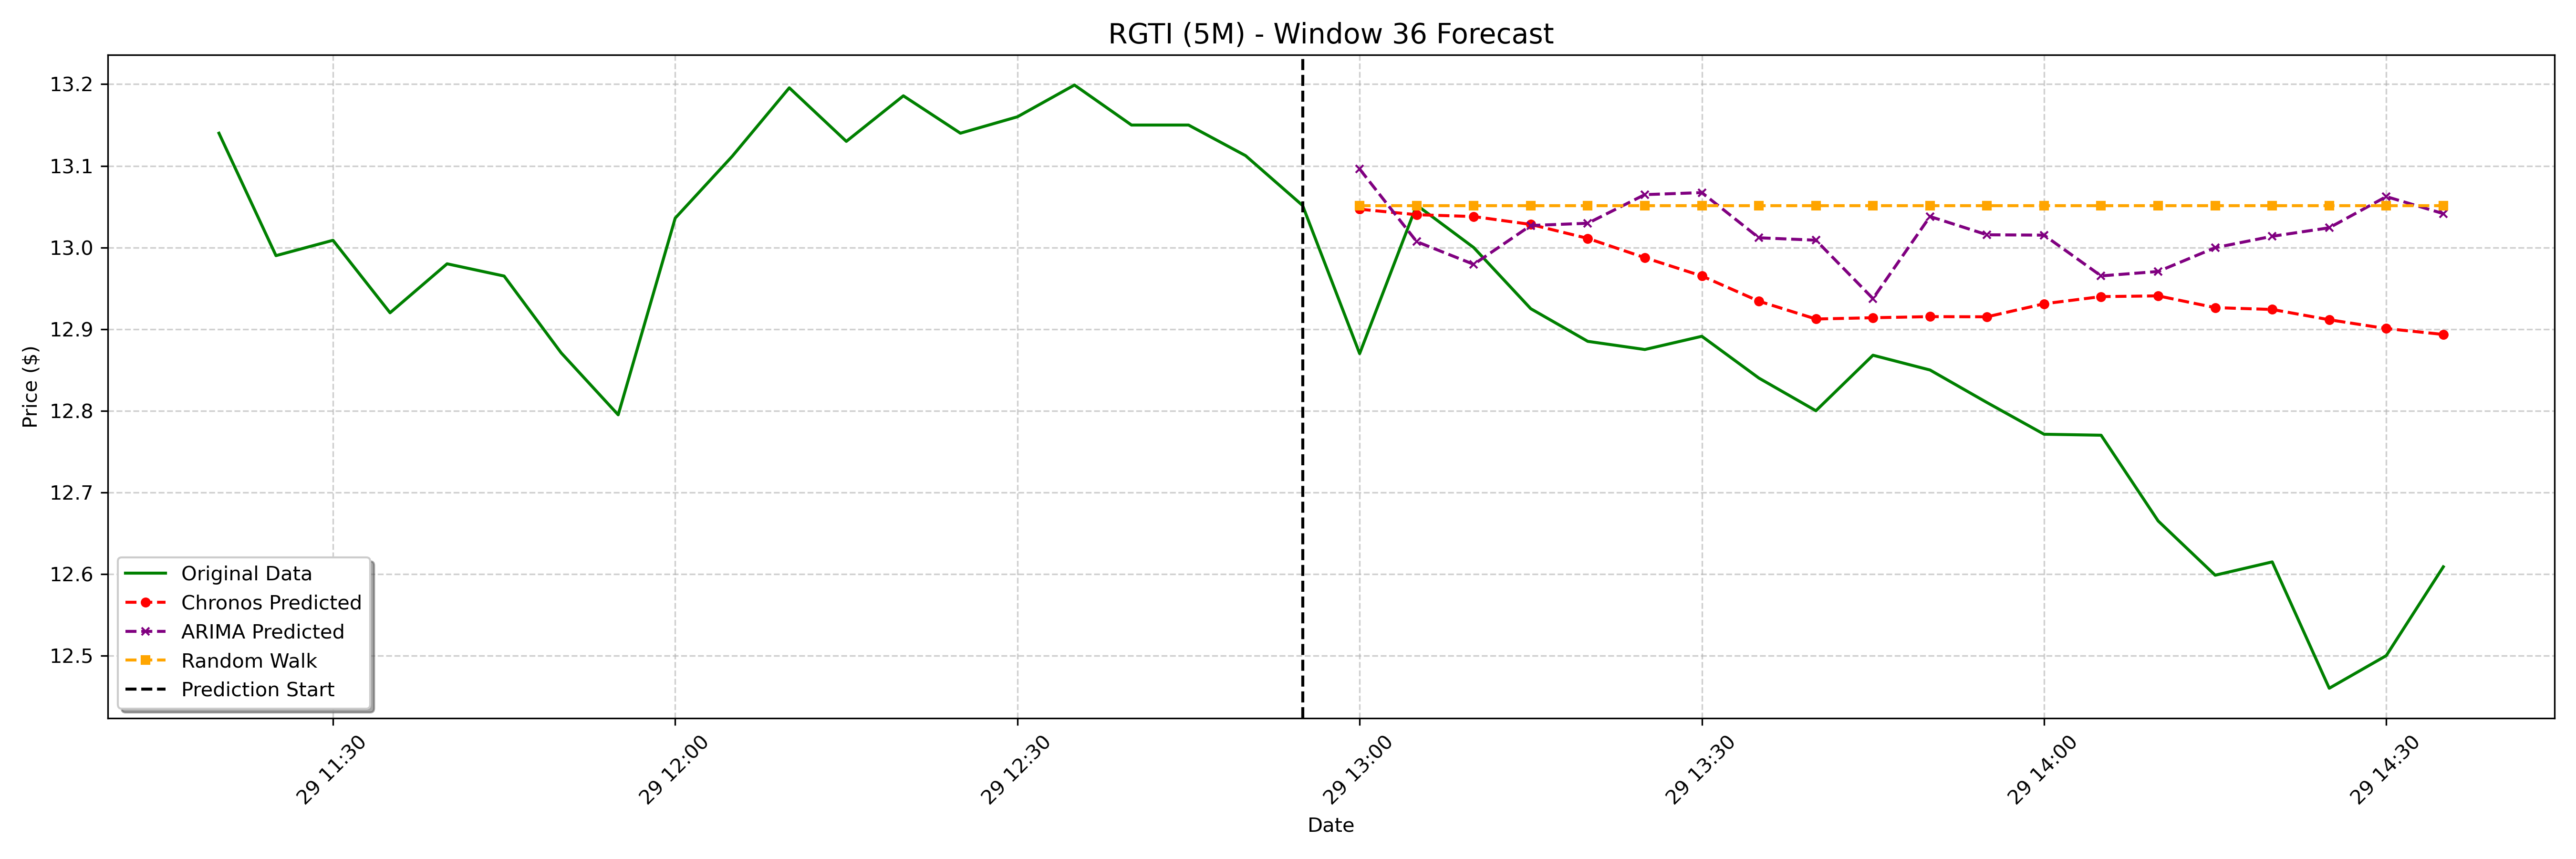 RGTI (5M) - Window 36 Forecast
Price ($)
13.2
13.1
13.0
12.9
12.8
12.7
12.6
12.5
Original Data
Chronos Predicted
ARIMA Predicted
Random Walk
Prediction Start
29 11:30
29 12:00
29 12:30
29 13:00
29 13:30
29 14:00
29 14:30
Date